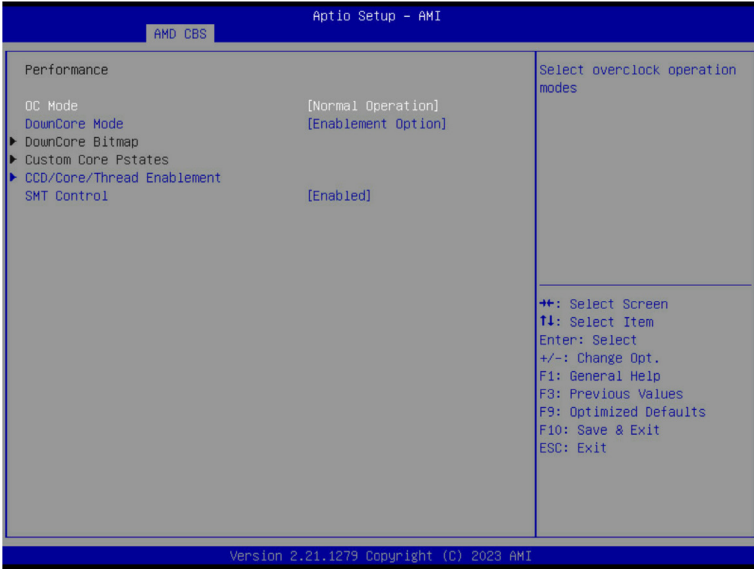 Aptio Setup – AMI
AMD CBS
Performance
OC Mode [Normal Operation]
DownCore Mode [Enablement Option]
DownCore Bitmap
Custom Core Pstates
CCD/Core/Thread Enablement
SMT Control [Enabled]
Select overclock operation
modes
→←: Select Screen
↑↓: Select Item
Enter: Select
+/-: Change Opt.
F1: General Help
F3: Previous Values
F9: Optimized Defaults
F10: Save & Exit
ESC: Exit
Version 2.21.1279 Copyright (C) 2023 AMI